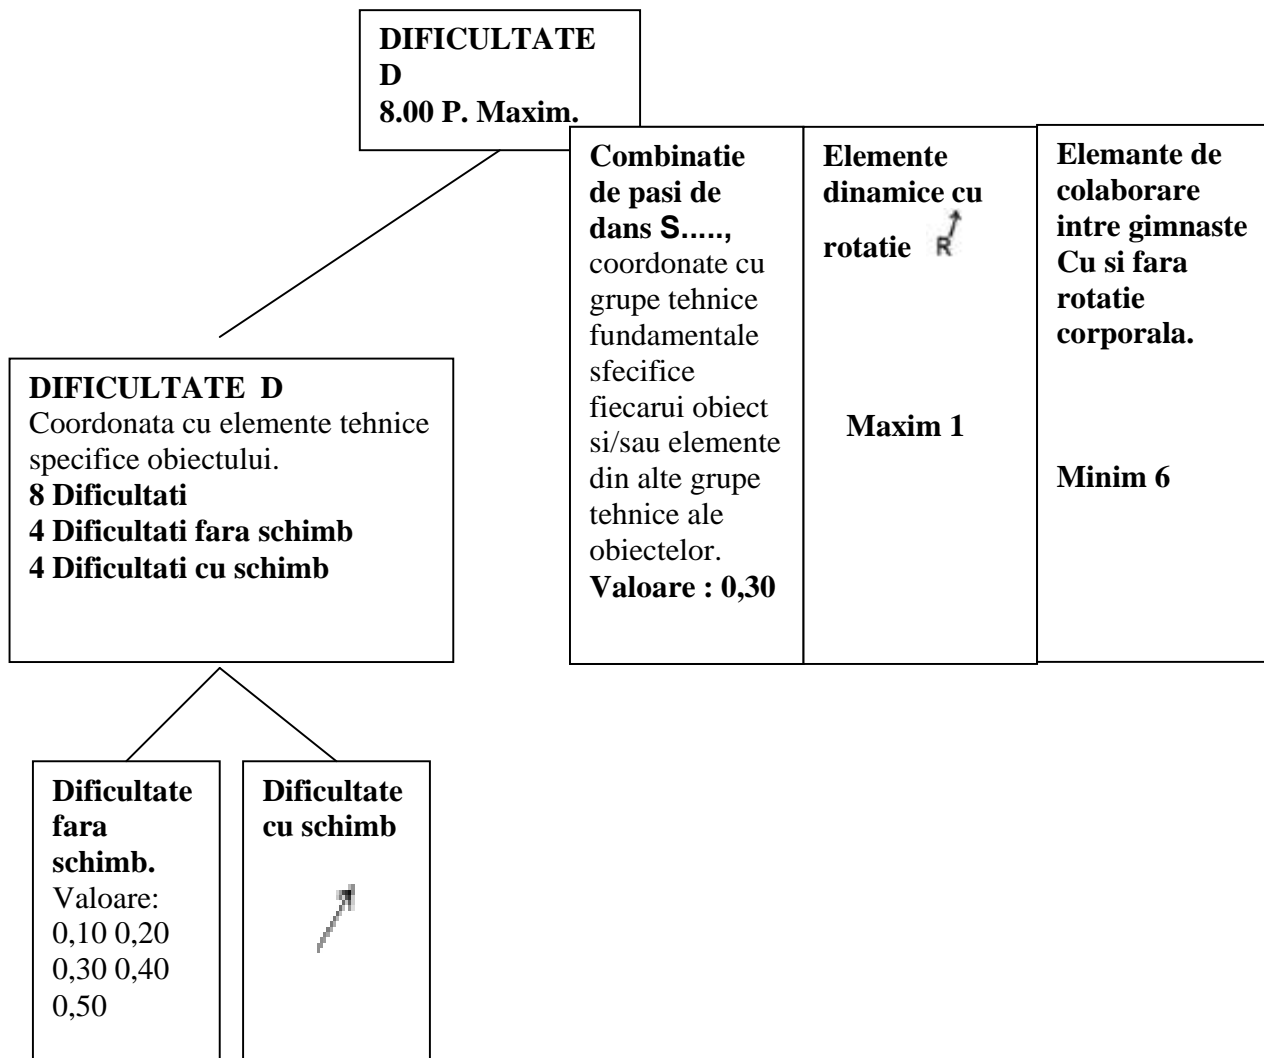 DIFICULTATE
D
8.00 P. Maxim.
Combinatie
de pasi de
dans S.....,
coordonate cu
grupe tehnice
fundamentale
sfecifice
fiecarui obiect
si/sau elemente
din alte grupe
tehnice ale
obiectelor.
Valoare : 0,30
Elemente
dinamice cu
rotatie R
Maxim 1
Elemante de
colaborare
intre gimnaste
Cu si fara
rotatie
corporala.
Minim 6
DIFICULTATE D
Coordonata cu elemente tehnice
specifice obiectului.
8 Dificultati
4 Dificultati fara schimb
4 Dificultati cu schimb
Dificultate
fara
schimb.
Valoare:
0,10 0,20
0,30 0,40
0,50
Dificultate
cu schimb